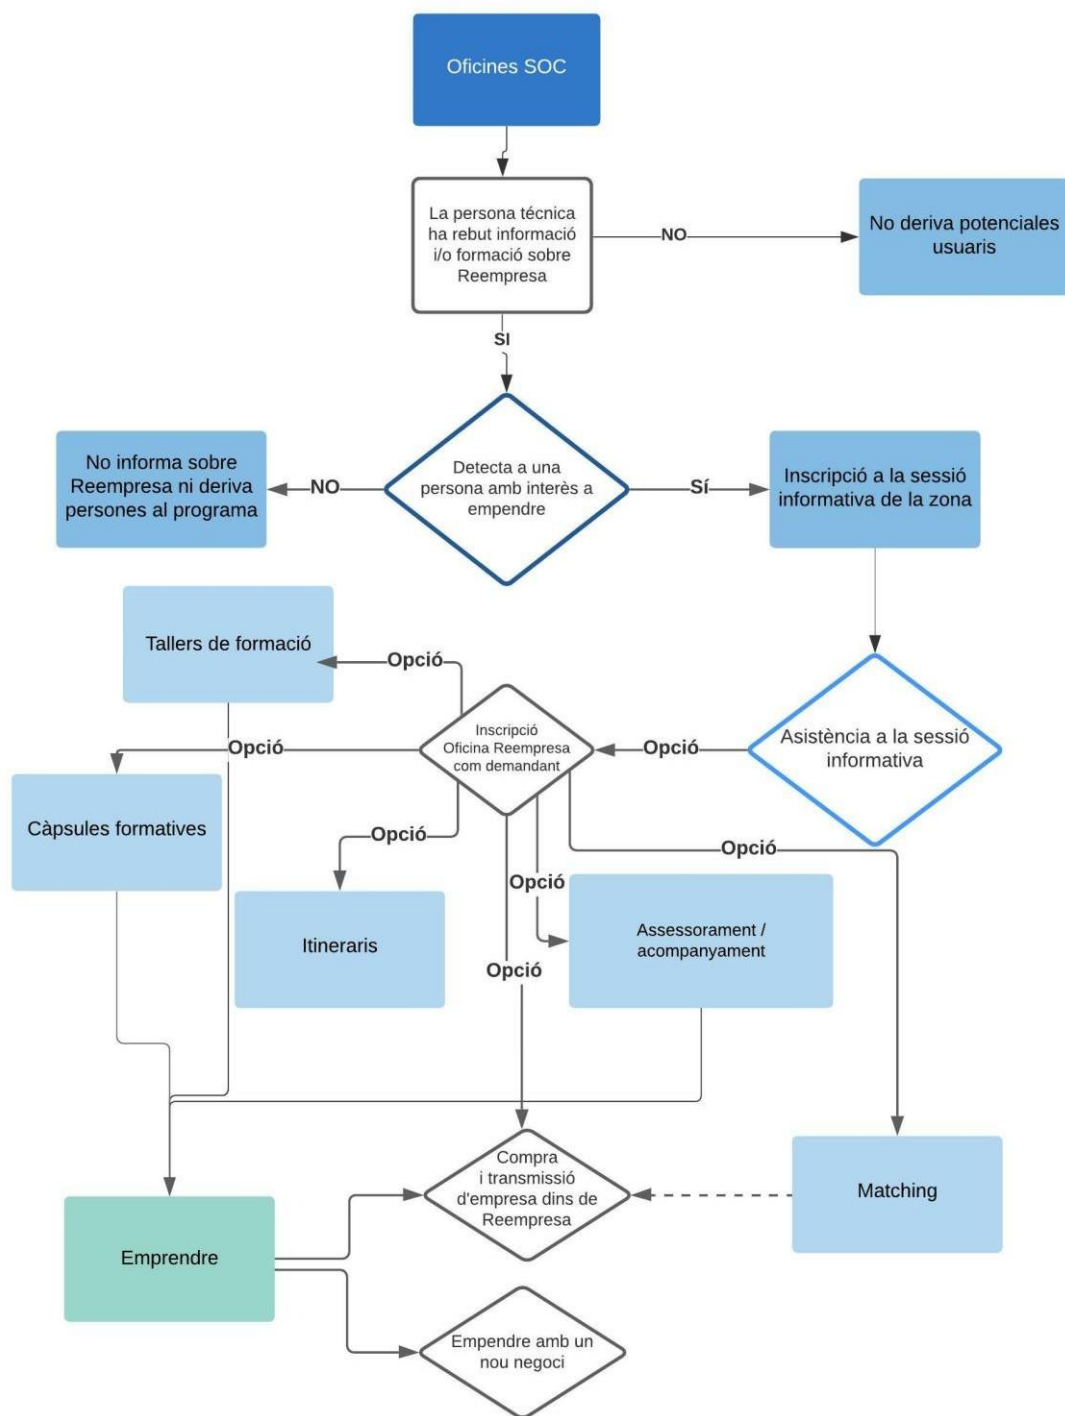 Oficines SOC
La persona técnica
ha rebut informació
i/o formació sobre
Reempresa
NO
No deriva potenciales
usuaris
SI
Detecta a una
persona amb interès a
empendre
NO
No informa sobre
Reempresa ni deriva
persones al programa
Sí
Inscripció a la sessió
informativa de la zona
Tallers de formació
Opció
Inscripció
Oficina Reempresa
com demandant
Opció
Asistència a la sessió
informativa
Opció
Càpsules formatives
Opció
Opció
Opció
Itineraris
Assessorament /
acompanyament
Opció
Compra
i transmissió
d'empresa dins de
Reempresa
Matching
Emprendre
Empendre amb un
nou negoci